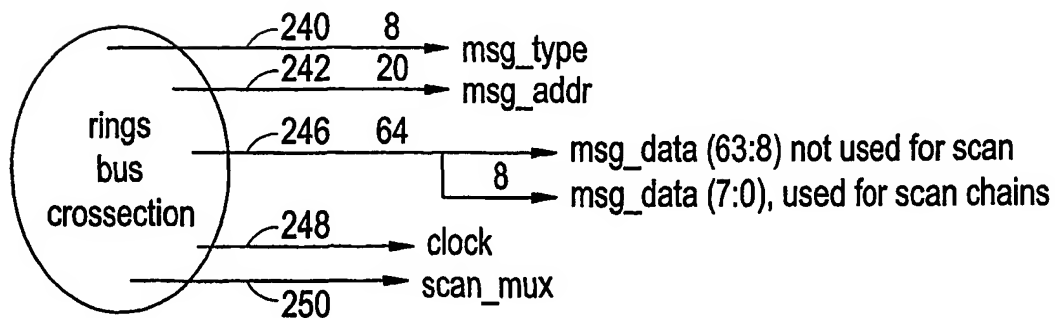 240 8 msg_type
242 20 msg_addr
rings
bus
crossection
246 64 msg_data (63:8) not used for scan
8 msg_data (7:0), used for scan chains
248 clock
250 scan_mux